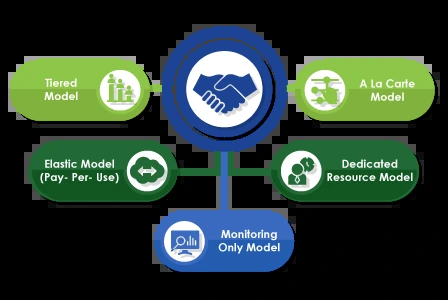 Tiered
Model
A La Carte
Model
Elastic Model
(Pay- Per- Use)
Dedicated
Resource Model
Monitoring
Only Model